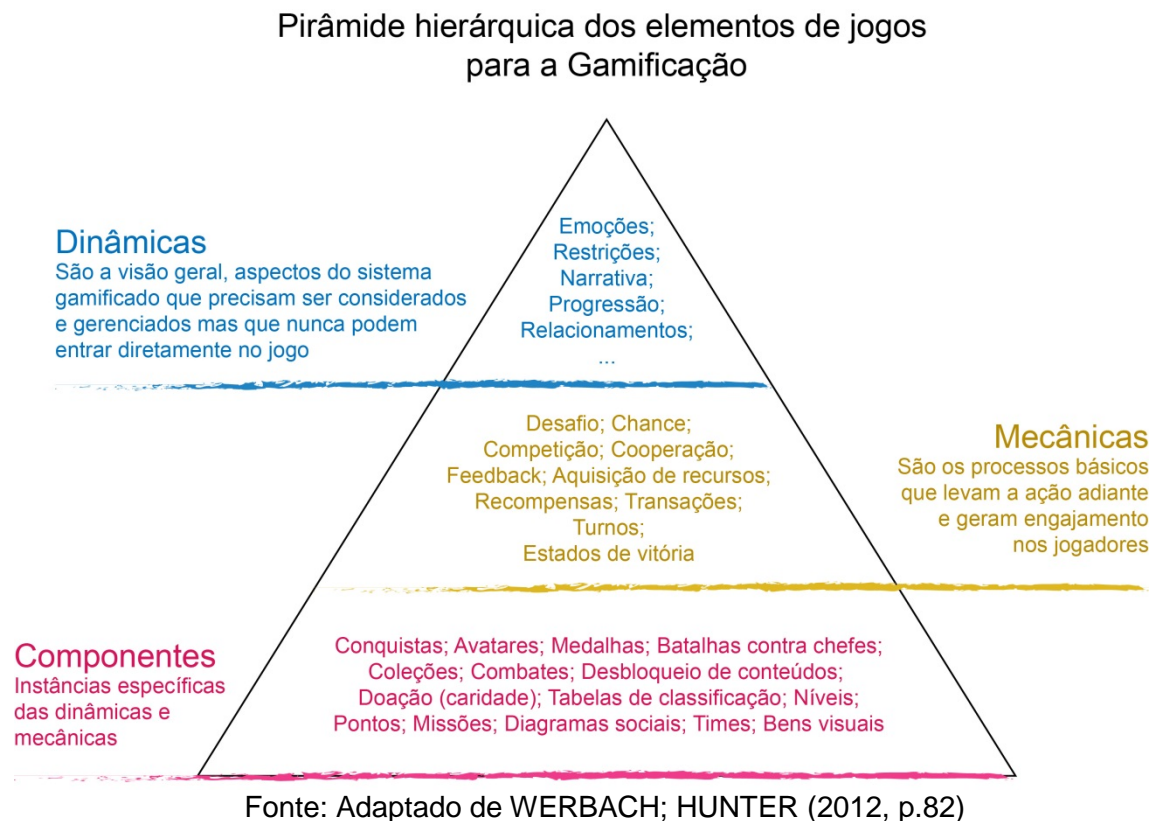 Pirâmide hierárquica dos elementos de jogos
para a Gamificação
Dinâmicas
São a visão geral, aspectos do sistema
gamificado que precisam ser considerados
e gerenciados mas que nunca podem
entrar diretamente no jogo
Emoções;
Restrições;
Narrativa;
Progressão;
Relacionamentos;
...
Desafio; Chance;
Competição; Cooperação;
Feedback; Aquisição de recursos;
Recompensas; Transações;
Turnos;
Estados de vitória
Mecânicas
São os processos básicos
que levam a ação adiante
e geram engajamento
nos jogadores
Componentes
Instâncias específicas
das dinâmicas e
mecânicas
Conquistas; Avatares; Medalhas; Batalhas contra chefes;
Coleções; Combates; Desbloqueio de conteúdos;
Doação (caridade); Tabelas de classificação; Níveis;
Pontos; Missões; Diagramas sociais; Times; Bens visuais
Fonte: Adaptado de WERBACH; HUNTER (2012, p.82)